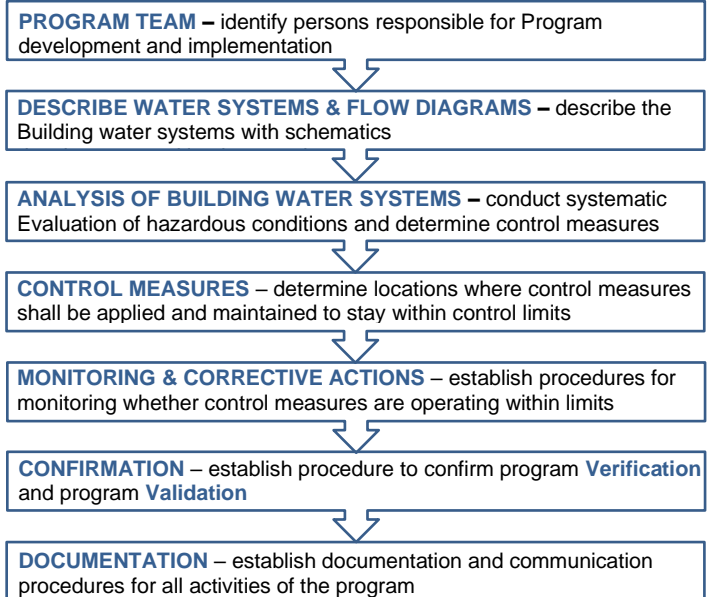 PROGRAM TEAM – identify persons responsible for Program
development and implementation
DESCRIBE WATER SYSTEMS & FLOW DIAGRAMS – describe the
Building water systems with schematics
ANALYSIS OF BUILDING WATER SYSTEMS – conduct systematic
Evaluation of hazardous conditions and determine control measures
CONTROL MEASURES – determine locations where control measures
shall be applied and maintained to stay within control limits
MONITORING & CORRECTIVE ACTIONS – establish procedures for
monitoring whether control measures are operating within limits
CONFIRMATION – establish procedure to confirm program Verification
and program Validation
DOCUMENTATION – establish documentation and communication
procedures for all activities of the program